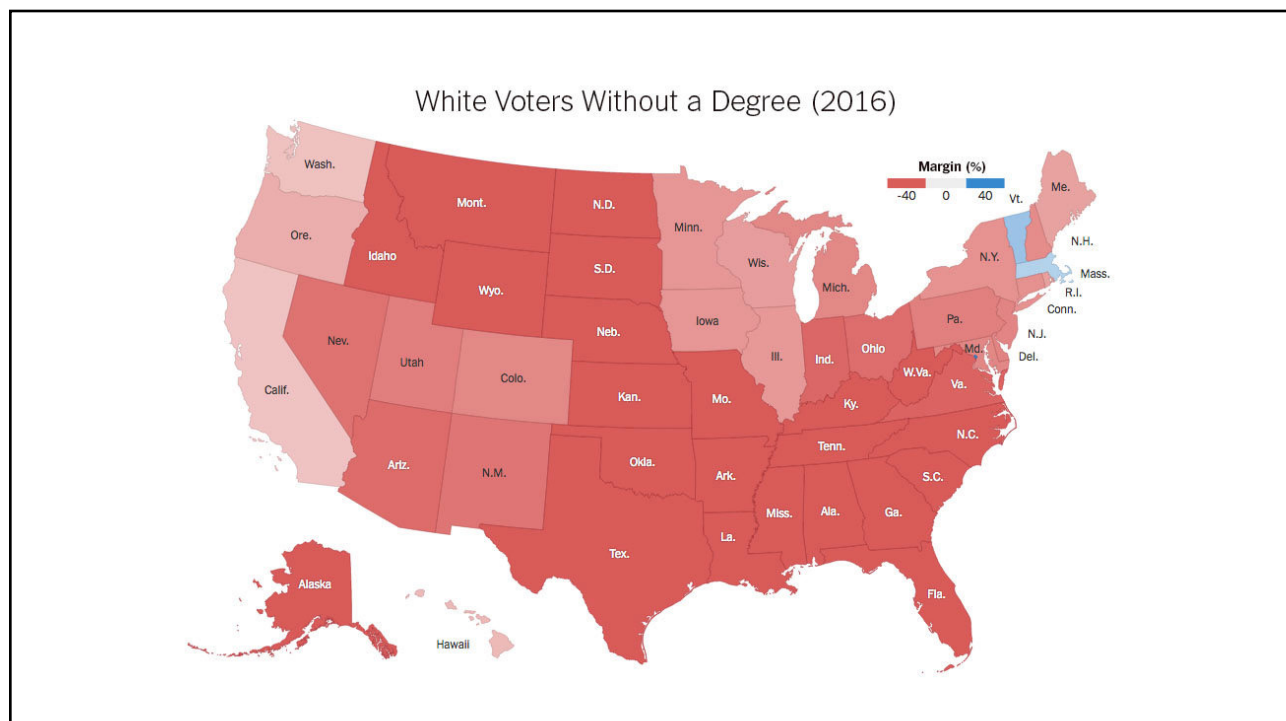 White Voters Without a Degree (2016)
Margin (%)
-40 0 40
Wash.
Mont.
N.D.
Minn.
Me.
Vt.
Ore.
Idaho
S.D.
Wis.
Mich.
N.Y.
N.H.
Mass.
R.I.
Conn.
Wyo.
Iowa
Pa.
N.J.
Nev.
Utah
Colo.
Neb.
Ill.
Ind.
Ohio
Md.
Del.
Calif.
Kan.
Mo.
W.Va.
Va.
Ky.
Ariz.
N.M.
Okla.
Ark.
Tenn.
N.C.
S.C.
Tex.
La.
Miss.
Ala.
Ga.
Fla.
Alaska
Hawaii